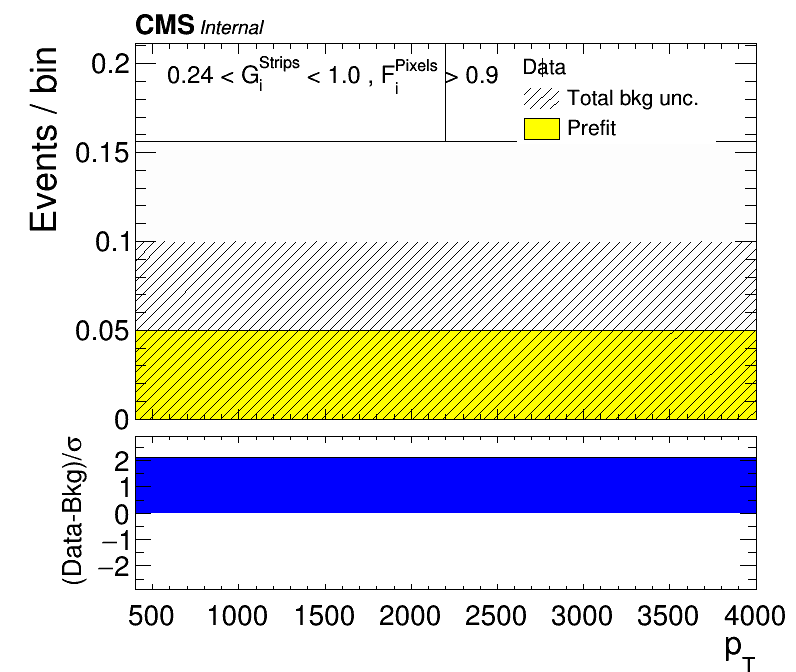 CMS Internal
0.24 < G_i^Strips < 1.0 , F_i^Pixels > 0.9
Data
Total bkg unc.
Prefit
Events / bin
0.2
0.15
0.1
0.05
0
(Data-Bkg)/σ
2
1
0
−1
−2
500 1000 1500 2000 2500 3000 3500 4000
p_T